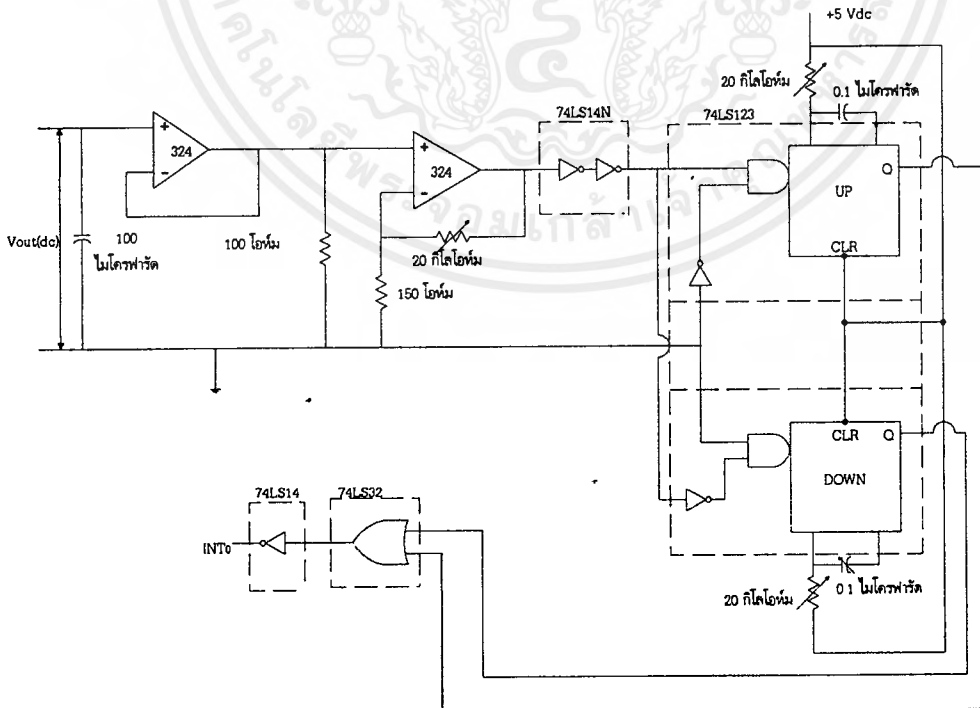 +5 Vdc
20 กิโลโอห์ม
0.1 ไมโครฟารัด
74LS14N
74LS123
+
324
-
+
324
-
Q
UP
CLR
Vout(dc)
100
ไมโครฟารัด
100 โอห์ม
20 กิโลโอห์ม
150 โอห์ม
CLR
Q
DOWN
74LS14
74LS32
INT0
20 กิโลโอห์ม
0 1 ไมโครฟารัด